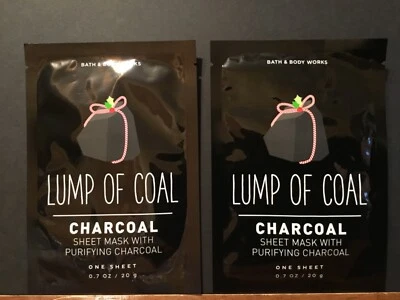 BATH & BODY WORKS
LUMP OF COAL
CHARCOAL
SHEET MASK WITH
PURIFYING CHARCOAL
ONE SHEET
0.7 OZ / 20 g
BATH & BODY WORKS
LUMP OF COAL
CHARCOAL
SHEET MASK WITH
PURIFYING CHARCOAL
ONE SHEET
0.7 OZ / 20 g